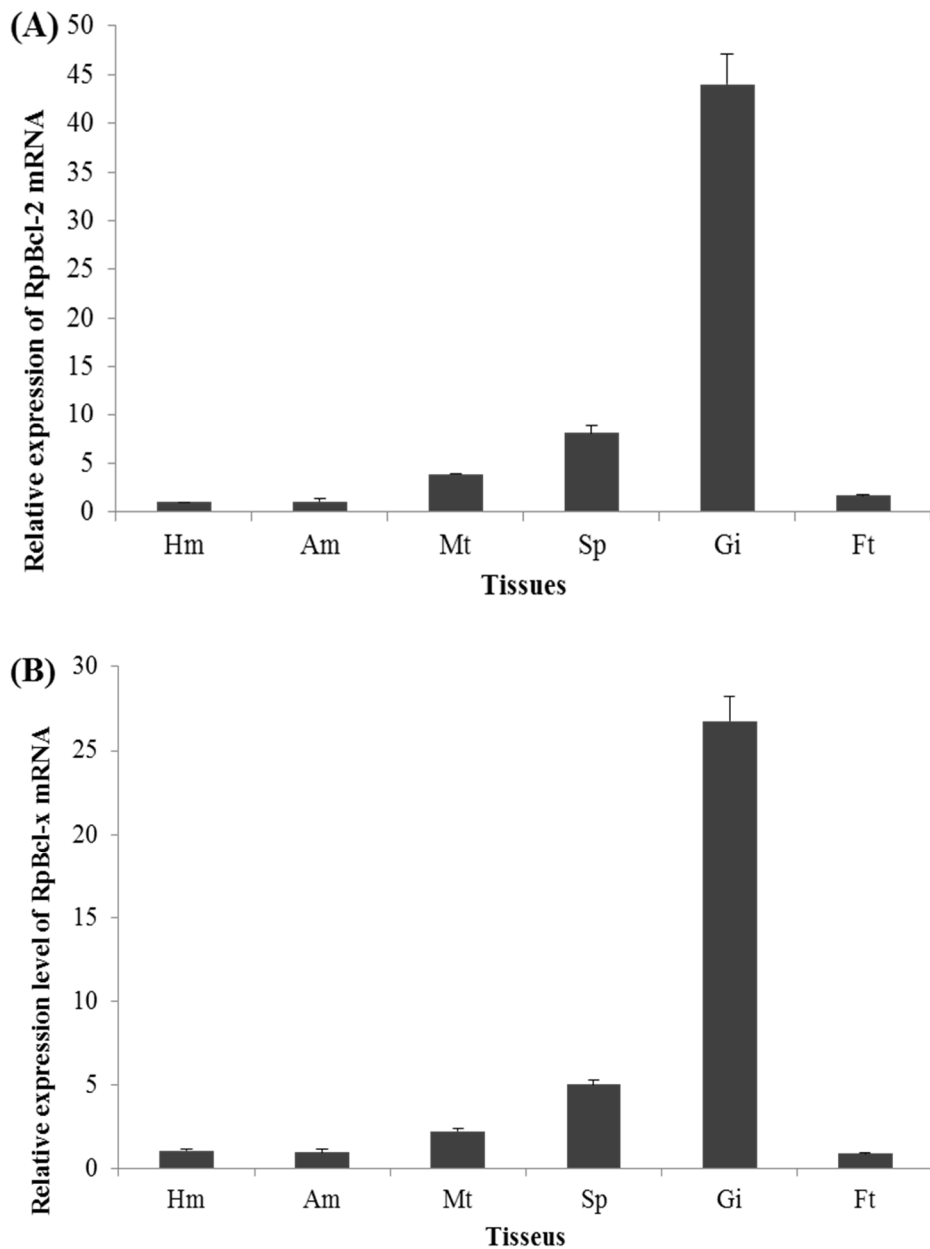 (A)
Relative expression of RpBcl-2 mRNA
50
45
40
35
30
25
20
15
10
5
0
Hm Am Mt Sp Gi Ft
Tissues
(B)
Relative expression level of RpBcl-x mRNA
30
25
20
15
10
5
0
Hm Am Mt Sp Gi Ft
Tisseus